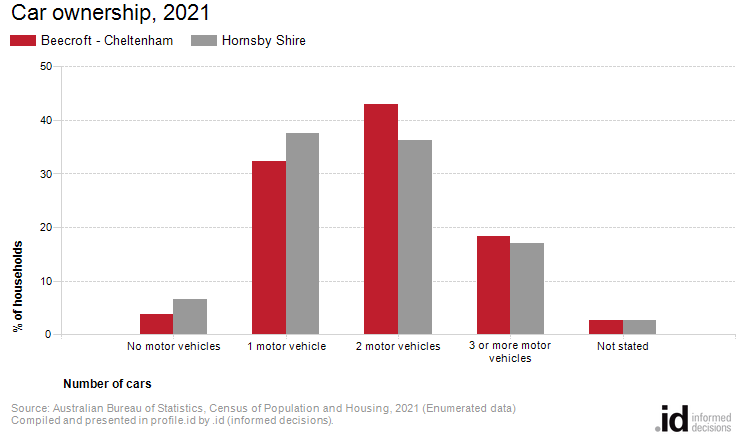 Car ownership, 2021
Beecroft - Cheltenham
Hornsby Shire
50
40
30
20
10
0
% of households
No motor vehicles
1 motor vehicle
2 motor vehicles
3 or more motor
vehicles
Not stated
Number of cars
Source: Australian Bureau of Statistics, Census of Population and Housing, 2021 (Enumerated data)
Compiled and presented in profile.id by .id (informed decisions).
.id informed
decisions